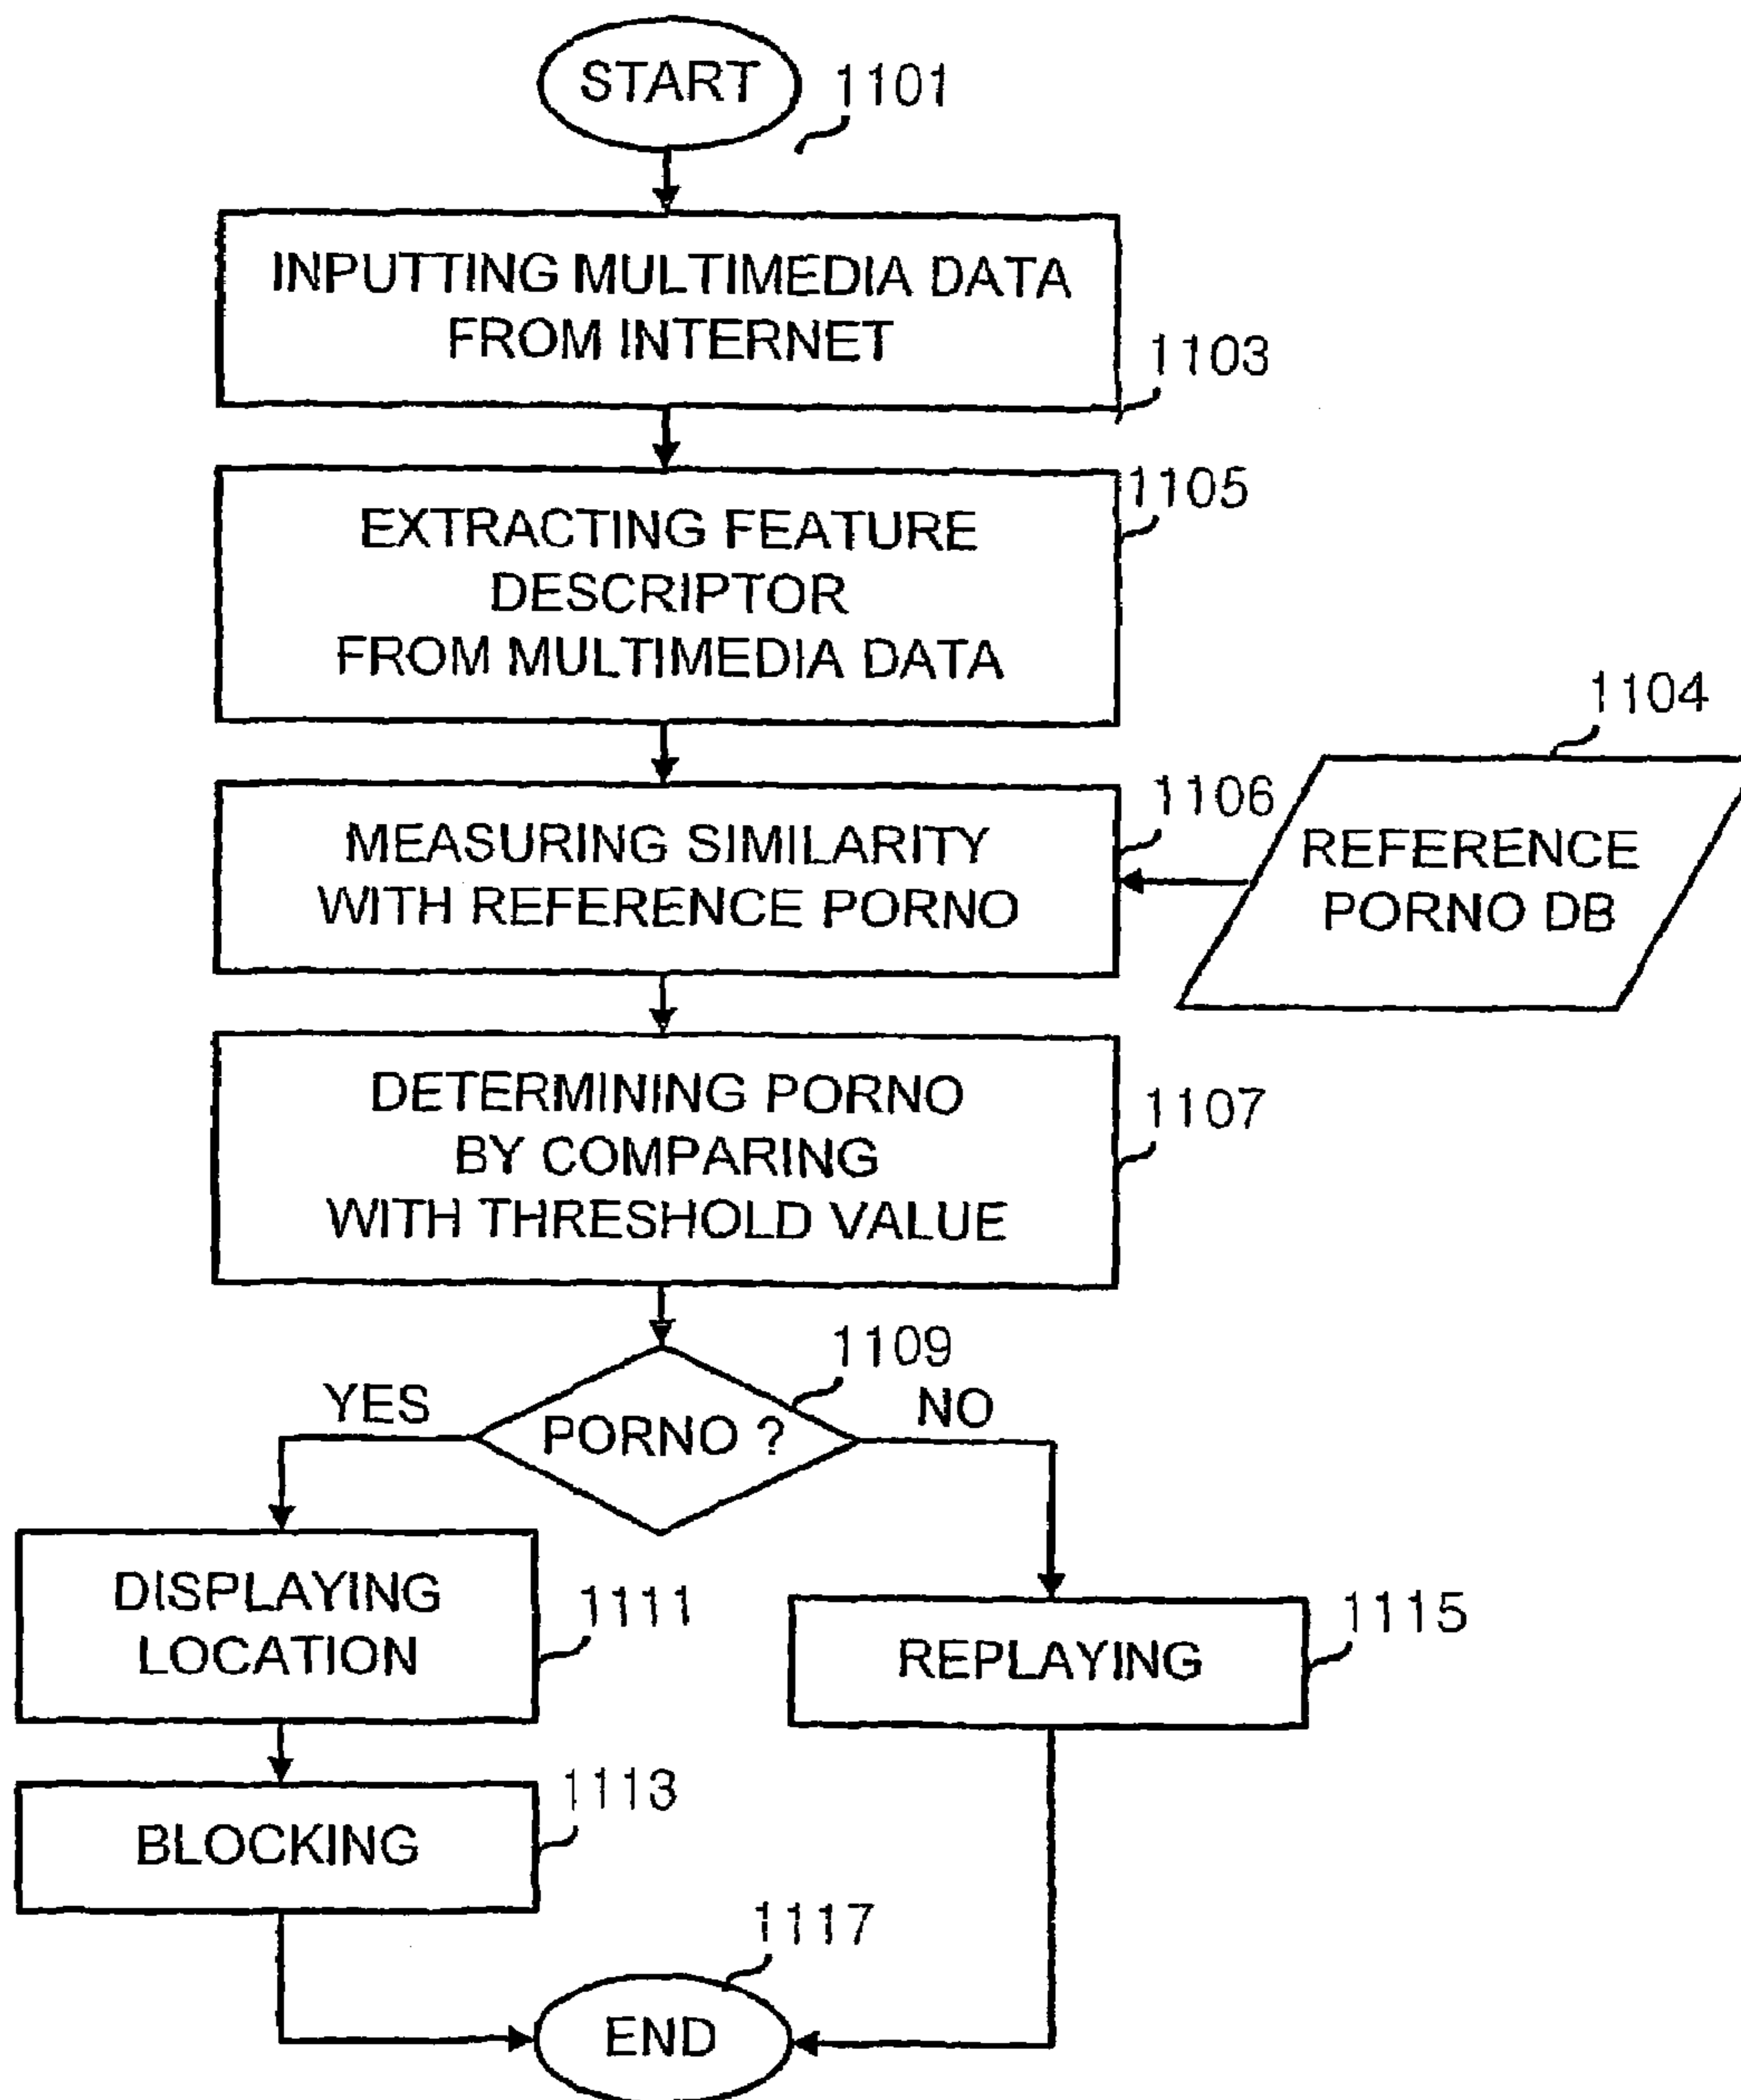 START
1101
INPUTTING MULTIMEDIA DATA
FROM INTERNET
1103
EXTRACTING FEATURE
DESCRIPTOR
FROM MULTIMEDIA DATA
1105
1104
MEASURING SIMILARITY
WITH REFERENCE PORNO
1106
REFERENCE
PORNO DB
DETERMINING PORNO
BY COMPARING
WITH THRESHOLD VALUE
1107
1109
YES
PORNO ?
NO
DISPLAYING
LOCATION
1111
REPLAYING
1115
BLOCKING
1113
1117
END